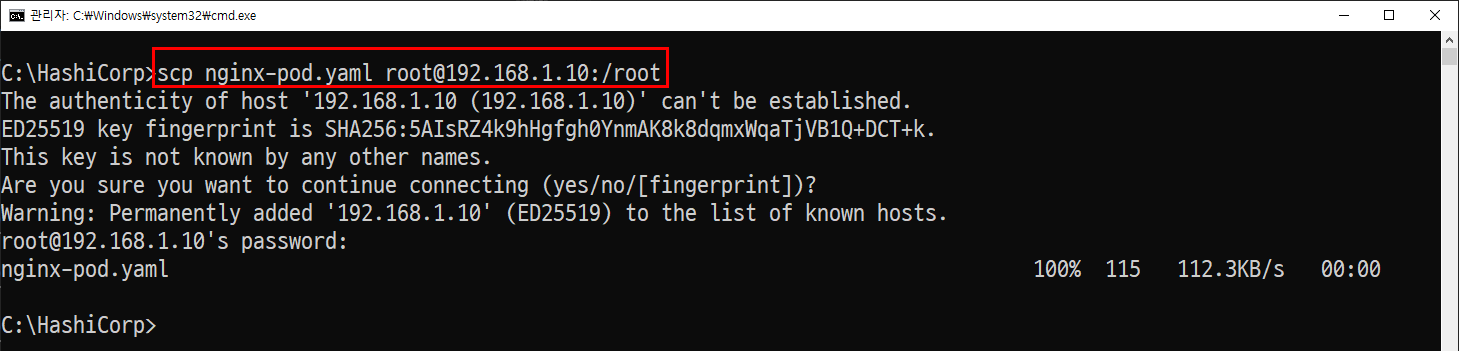 관리자: C:₩Windows₩system32₩cmd.exe
C:\HashiCorp>scp nginx-pod.yaml root@192.168.1.10:/root
The authenticity of host '192.168.1.10 (192.168.1.10)' can't be established.
ED25519 key fingerprint is SHA256:5AIsRZ4k9hHgfgh0YnmAK8k8dqmxWqaTjVB1Q+DCT+k.
This key is not known by any other names.
Are you sure you want to continue connecting (yes/no/[fingerprint])?
Warning: Permanently added '192.168.1.10' (ED25519) to the list of known hosts.
root@192.168.1.10's password:
nginx-pod.yaml 100% 115 112.3KB/s 00:00
C:\HashiCorp>